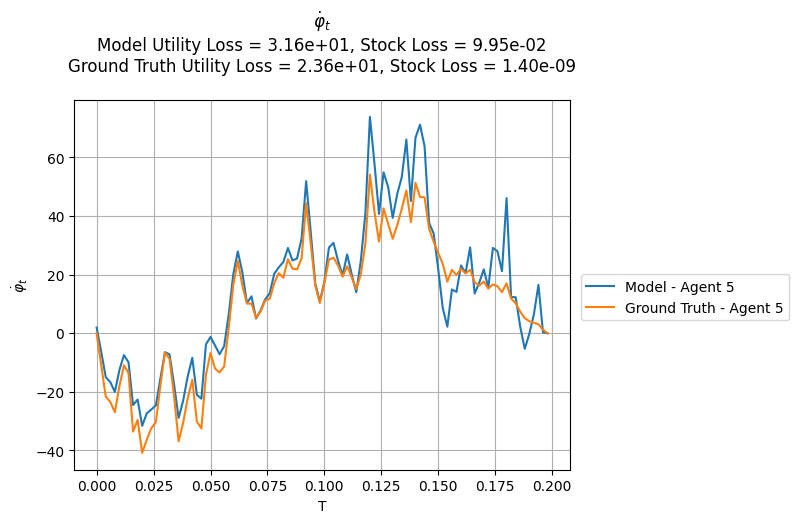 φ̇ₜ
Model Utility Loss = 3.16e+01, Stock Loss = 9.95e-02
Ground Truth Utility Loss = 2.36e+01, Stock Loss = 1.40e-09
60
40
20
0
−20
−40
φ̇ₜ
0.000 0.025 0.050 0.075 0.100 0.125 0.150 0.175 0.200
T
Model - Agent 5
Ground Truth - Agent 5